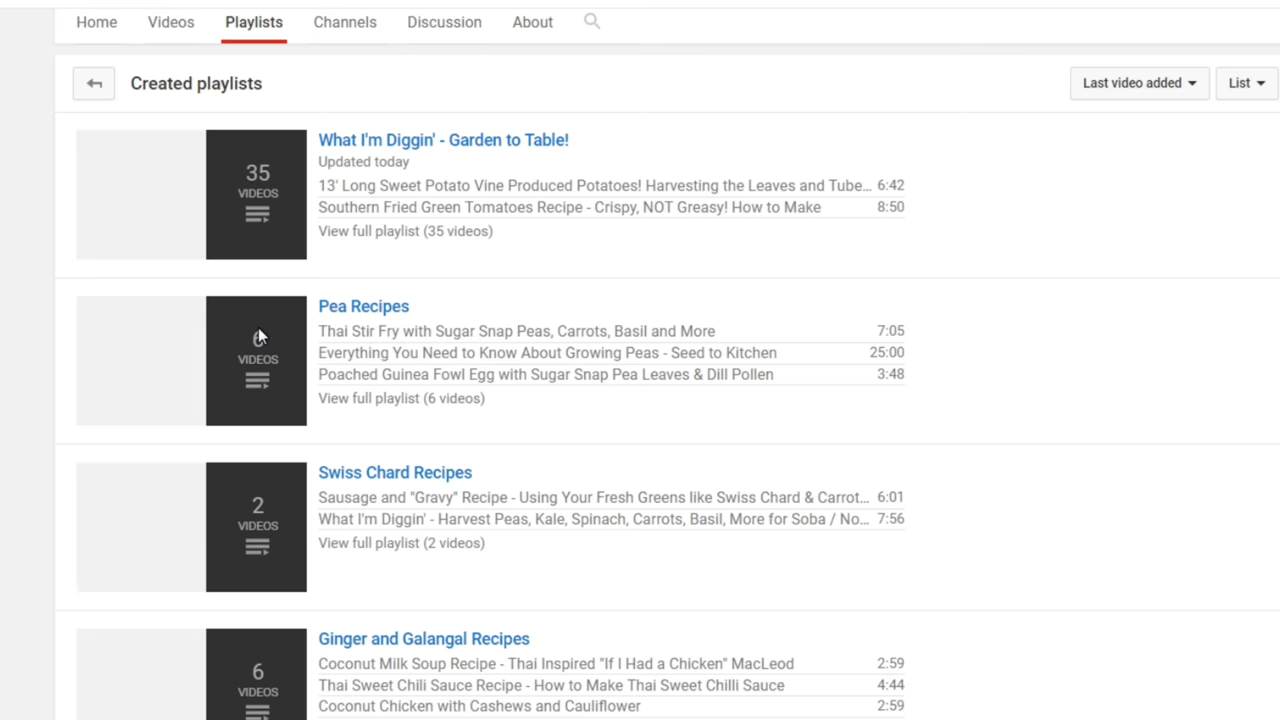 Home Videos Playlists Channels Discussion About
Created playlists Last video added List
What I'm Diggin' - Garden to Table!
Updated today
35 VIDEOS
13' Long Sweet Potato Vine Produced Potatoes! Harvesting the Leaves and Tube... 6:42
Southern Fried Green Tomatoes Recipe - Crispy, NOT Greasy! How to Make 8:50
View full playlist (35 videos)
Pea Recipes
VIDEOS
Thai Stir Fry with Sugar Snap Peas, Carrots, Basil and More 7:05
Everything You Need to Know About Growing Peas - Seed to Kitchen 25:00
Poached Guinea Fowl Egg with Sugar Snap Pea Leaves & Dill Pollen 3:48
View full playlist (6 videos)
Swiss Chard Recipes
2 VIDEOS
Sausage and "Gravy" Recipe - Using Your Fresh Greens like Swiss Chard & Carrot... 6:01
What I'm Diggin' - Harvest Peas, Kale, Spinach, Carrots, Basil, More for Soba / No... 7:56
View full playlist (2 videos)
Ginger and Galangal Recipes
6 VIDEOS
Coconut Milk Soup Recipe - Thai Inspired "If I Had a Chicken" MacLeod 2:59
Thai Sweet Chili Sauce Recipe - How to Make Thai Sweet Chilli Sauce 4:44
Coconut Chicken with Cashews and Cauliflower 2:59